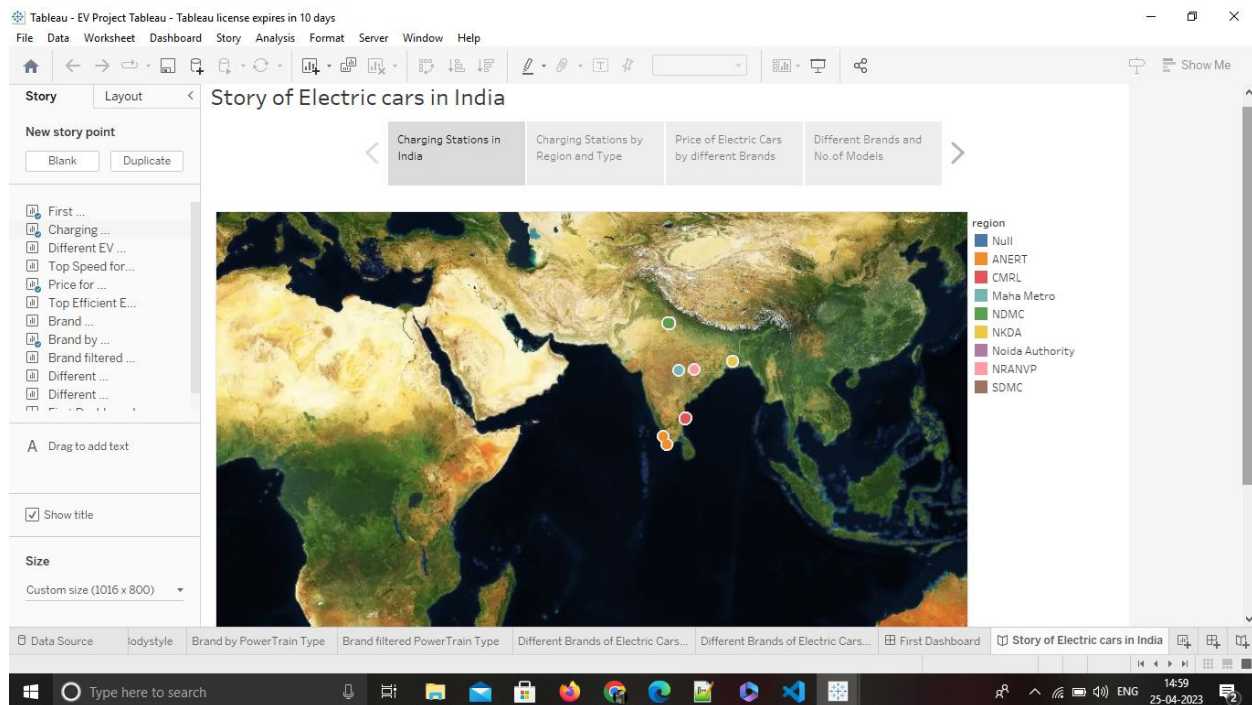 Tableau - EV Project Tableau - Tableau license expires in 10 days
File Data Worksheet Dashboard Story Analysis Format Server Window Help
Show Me
Story Layout
Story of Electric cars in India
New story point
Blank Duplicate
Charging Stations in
India
Charging Stations by
Region and Type
Price of Electric Cars
by different Brands
Different Brands and
No.of Models
First ...
Charging ...
Different EV ...
Top Speed for...
Price for ...
Top Efficient E...
Brand ...
Brand by ...
Brand filtered ...
Different ...
Different ...
region
Null
ANERT
CMRL
Maha Metro
NDMC
NKDA
Noida Authority
NRANVP
SDMC
A Drag to add text
Show title
Size
Custom size (1016 x 800)
Data Source odystyle Brand by PowerTrain Type Brand filtered PowerTrain Type Different Brands of Electric Cars... Different Brands of Electric Cars... First Dashboard Story of Electric cars in India
Type here to search
ENG
14:59
25-04-2023
2